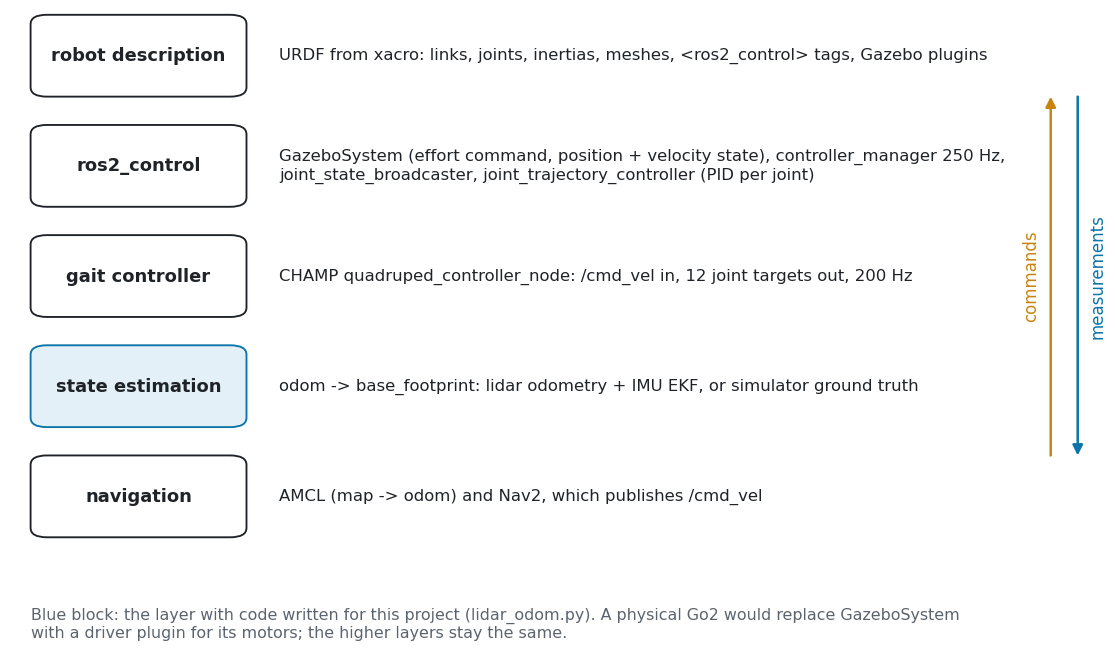 robot description
URDF from xacro: links, joints, inertias, meshes, <ros2_control> tags, Gazebo plugins
ros2_control
GazeboSystem (effort command, position + velocity state), controller_manager 250 Hz,
joint_state_broadcaster, joint_trajectory_controller (PID per joint)
gait controller
CHAMP quadruped_controller_node: /cmd_vel in, 12 joint targets out, 200 Hz
commands
measurements
state estimation
odom -> base_footprint: lidar odometry + IMU EKF, or simulator ground truth
navigation
AMCL (map -> odom) and Nav2, which publishes /cmd_vel
Blue block: the layer with code written for this project (lidar_odom.py). A physical Go2 would replace GazeboSystem
with a driver plugin for its motors; the higher layers stay the same.